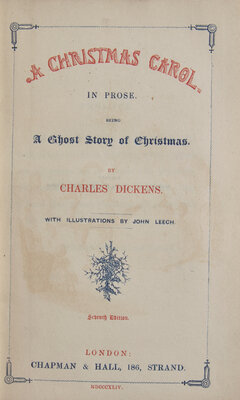 A CHRISTMAS CAROL.
IN PROSE.
BEING
A Ghost Story of Christmas.
BY
CHARLES DICKENS.
WITH ILLUSTRATIONS BY JOHN LEECH.
Seventh Edition.
LONDON:
CHAPMAN & HALL, 186, STRAND.
MDCCCXLIV.